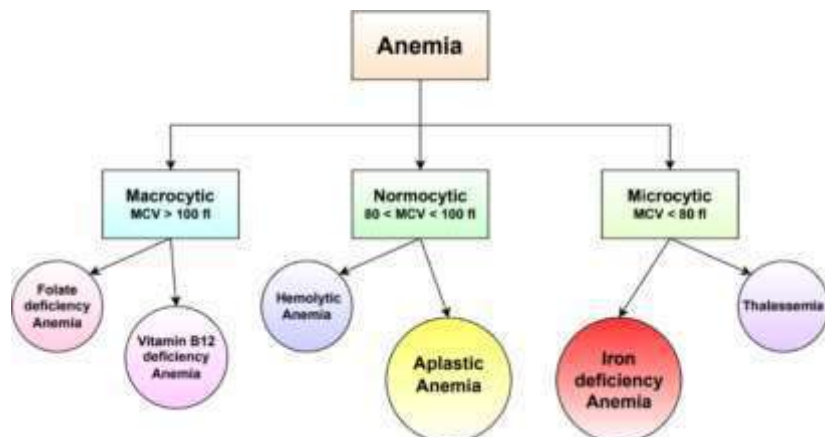 Anemia
Macrocytic
MCV > 100 fl
Normocytic
80 < MCV < 100 fl
Microcytic
MCV < 80 fl
Folate
deficiency
Anemia
Vitamin B12
deficiency
Anemia
Hemolytic
Anemia
Aplastic
Anemia
Iron
deficiency
Anemia
Thalassemia